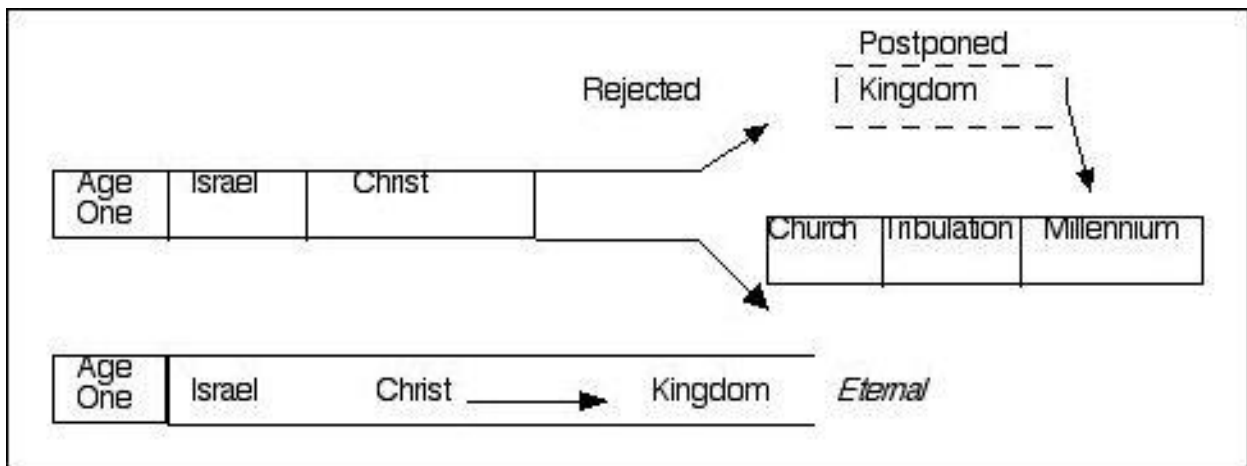 Postponed
Rejected
Kingdom
Age One
Israel
Christ
Church
Tribulation
Millennium
Age One
Israel
Christ
Kingdom
Eternal